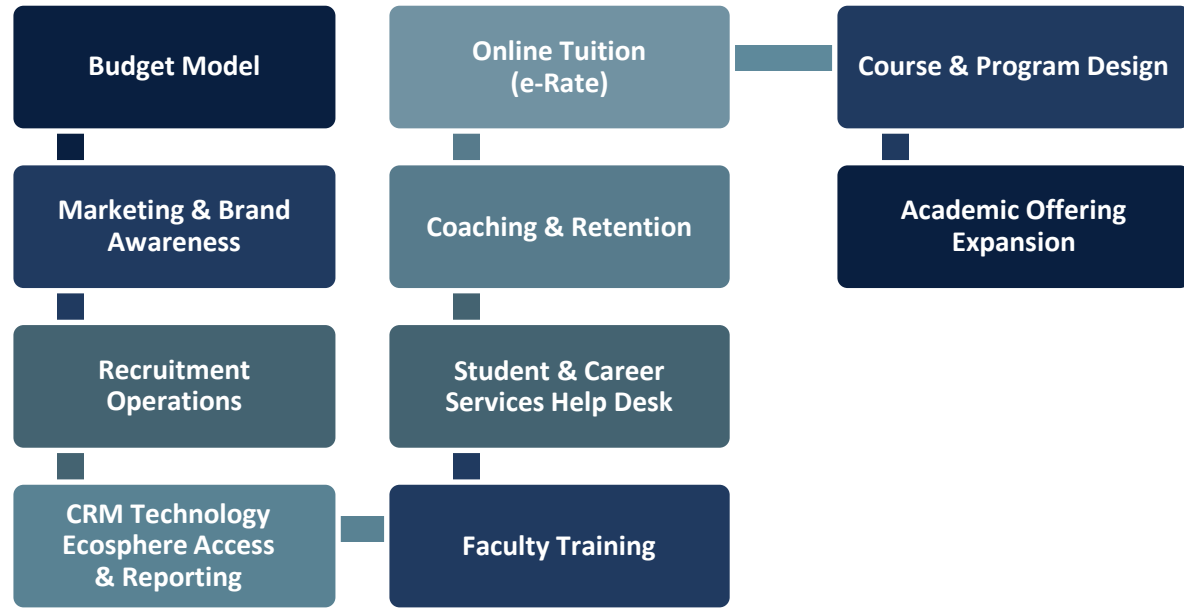 Budget Model
Marketing & Brand
Awareness
Recruitment
Operations
CRM Technology
Ecosphere Access
& Reporting
Faculty Training
Student & Career
Services Help Desk
Coaching & Retention
Online Tuition
(e-Rate)
Course & Program Design
Academic Offering
Expansion